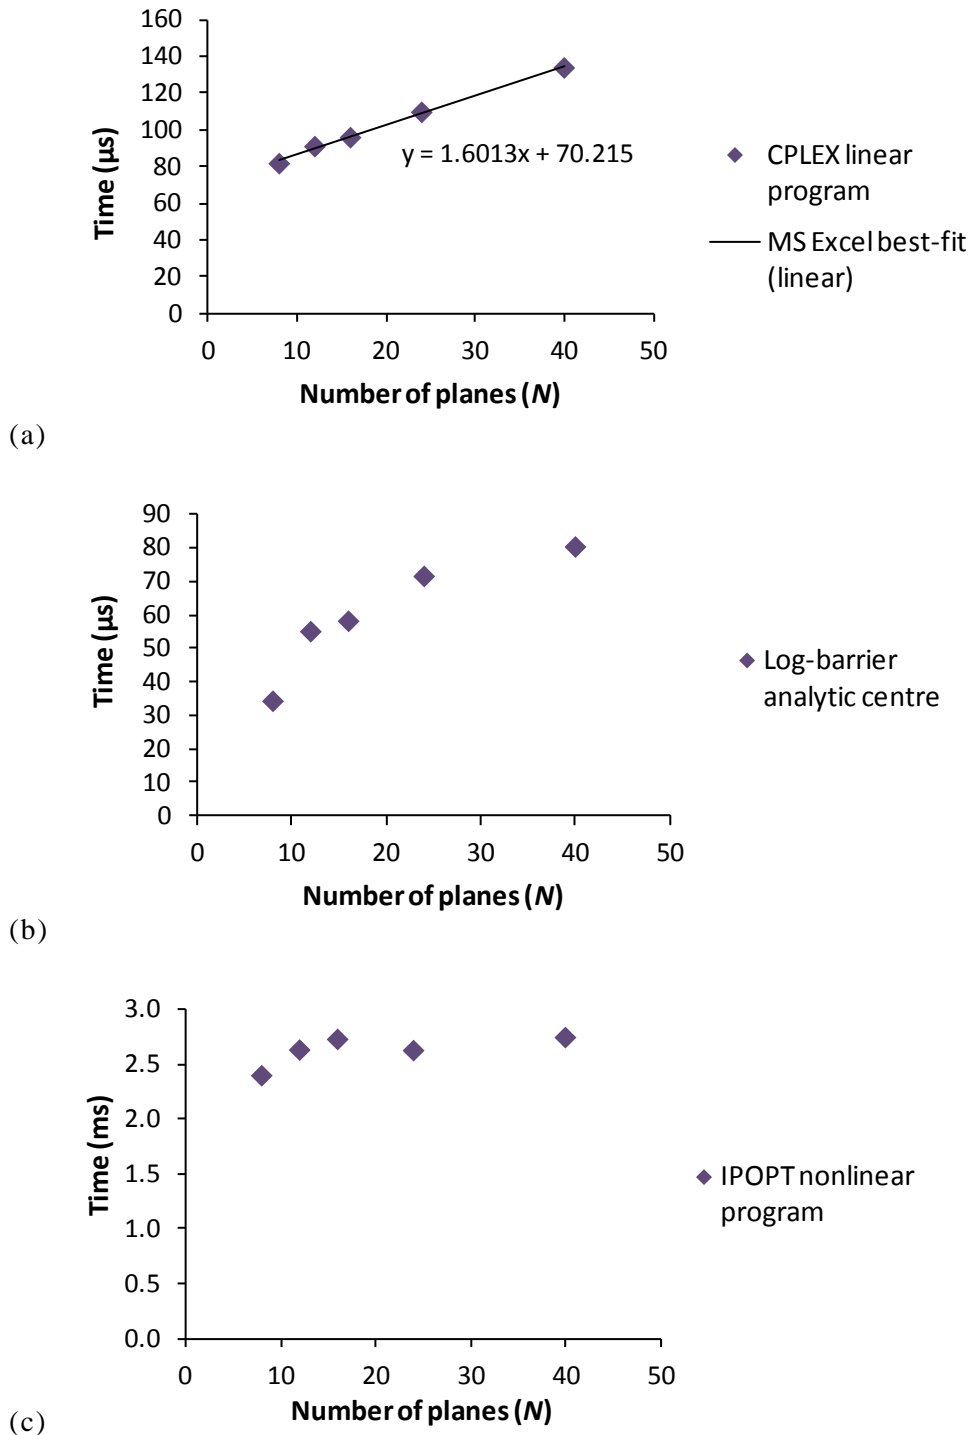 160
140
120
100
80
60
40
20
0
Time (µs)
y = 1.6013x + 70.215
0 10 20 30 40 50
Number of planes (N)
CPLEX linear
program
MS Excel best-fit
(linear)
(a)
90
80
70
60
50
40
30
20
10
0
Time (µs)
0 10 20 30 40 50
Number of planes (N)
Log-barrier
analytic centre
(b)
3.0
2.5
2.0
1.5
1.0
0.5
0.0
Time (ms)
0 10 20 30 40 50
Number of planes (N)
IPOPT nonlinear
program
(c)